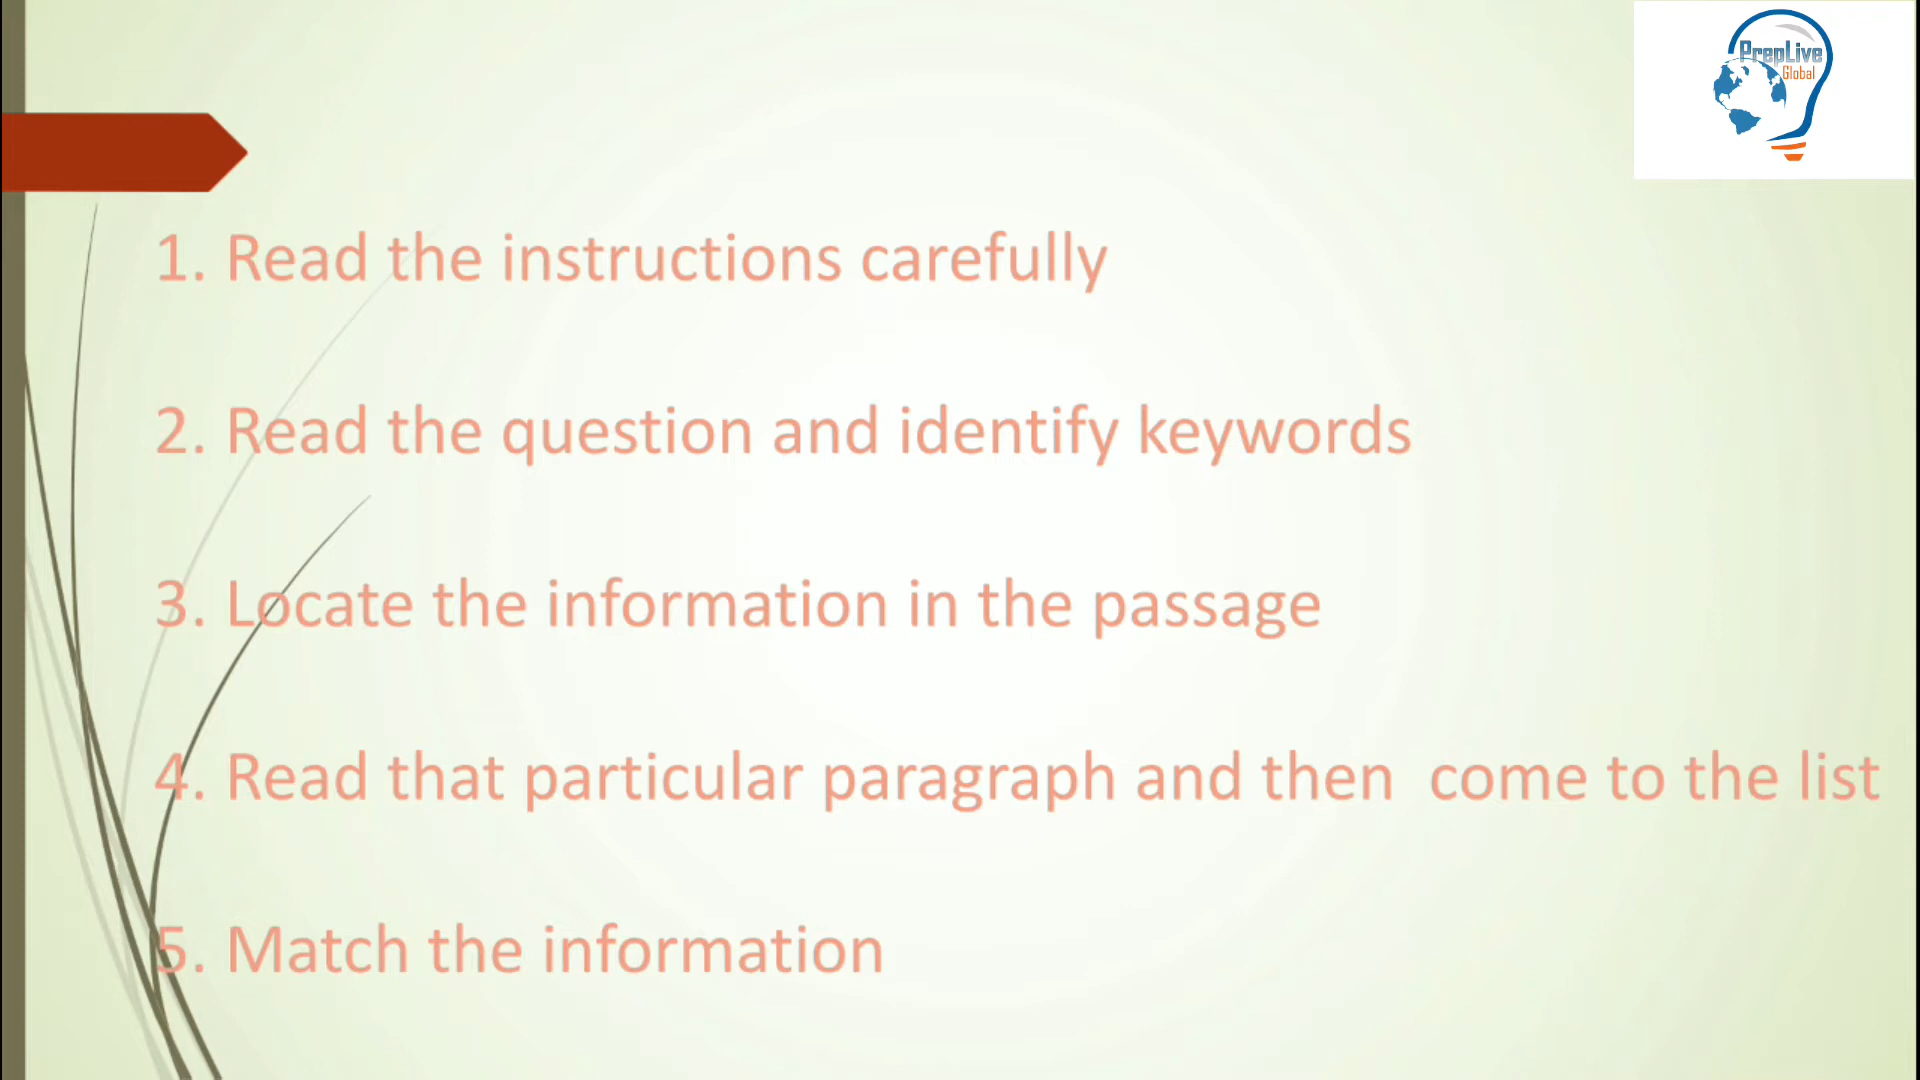 PrepLive
Global
1. Read the instructions carefully
2. Read the question and identify keywords
3. Locate the information in the passage
4. Read that particular paragraph and then  come to the list
5. Match the information